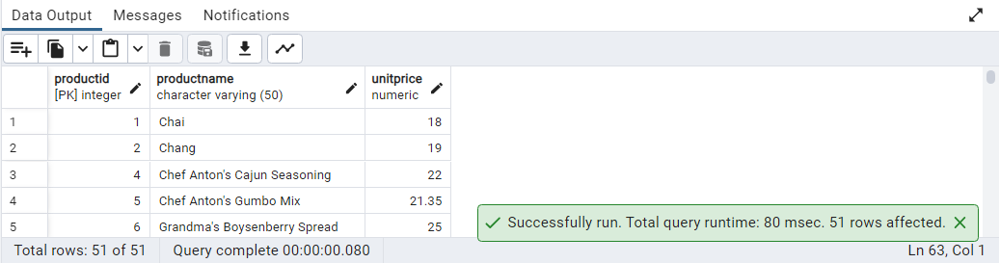 Data Output Messages Notifications
productid productname unitprice
[PK] integer character varying (50) numeric
1 1 Chai 18
2 2 Chang 19
3 4 Chef Anton's Cajun Seasoning 22
4 5 Chef Anton's Gumbo Mix 21.35
5 6 Grandma's Boysenberry Spread 25
Successfully run. Total query runtime: 80 msec. 51 rows affected.
Total rows: 51 of 51 Query complete 00:00:00.080 Ln 63, Col 1